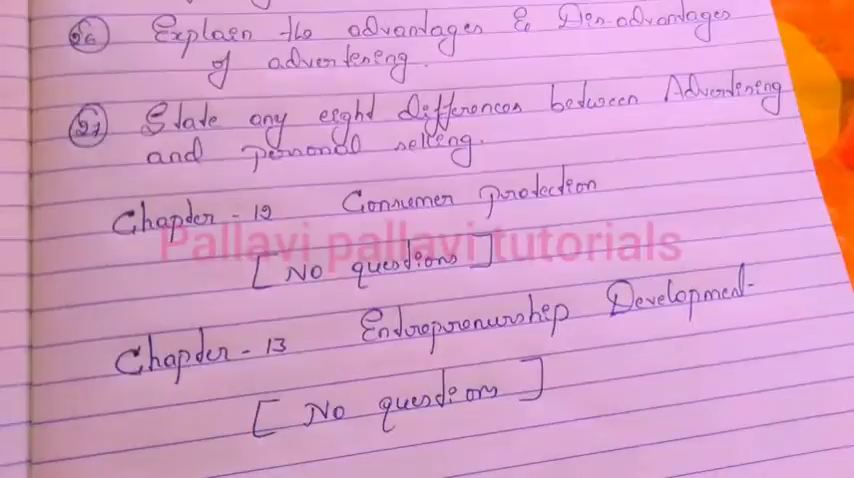 26 Explain the advantages & Dis-advantages
of advertising.
27 State any eight differences between Advertising
and personal selling.
Chapter - 12 Consumer protection
Pallavi pallavi tutorials
[ No questions ]
Chapter - 13 Entreprenurship Development
[ No questions ]